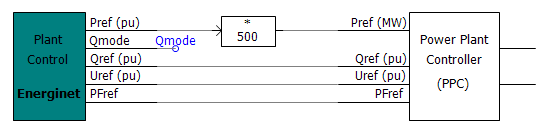 Plant
Control
Energinet
Pref (pu)
Qmode
Qmode
Qref (pu)
Uref (pu)
PFref
*
500
Pref (MW)
Qref (pu)
Uref (pu)
PFref
Power Plant
Controller
(PPC)